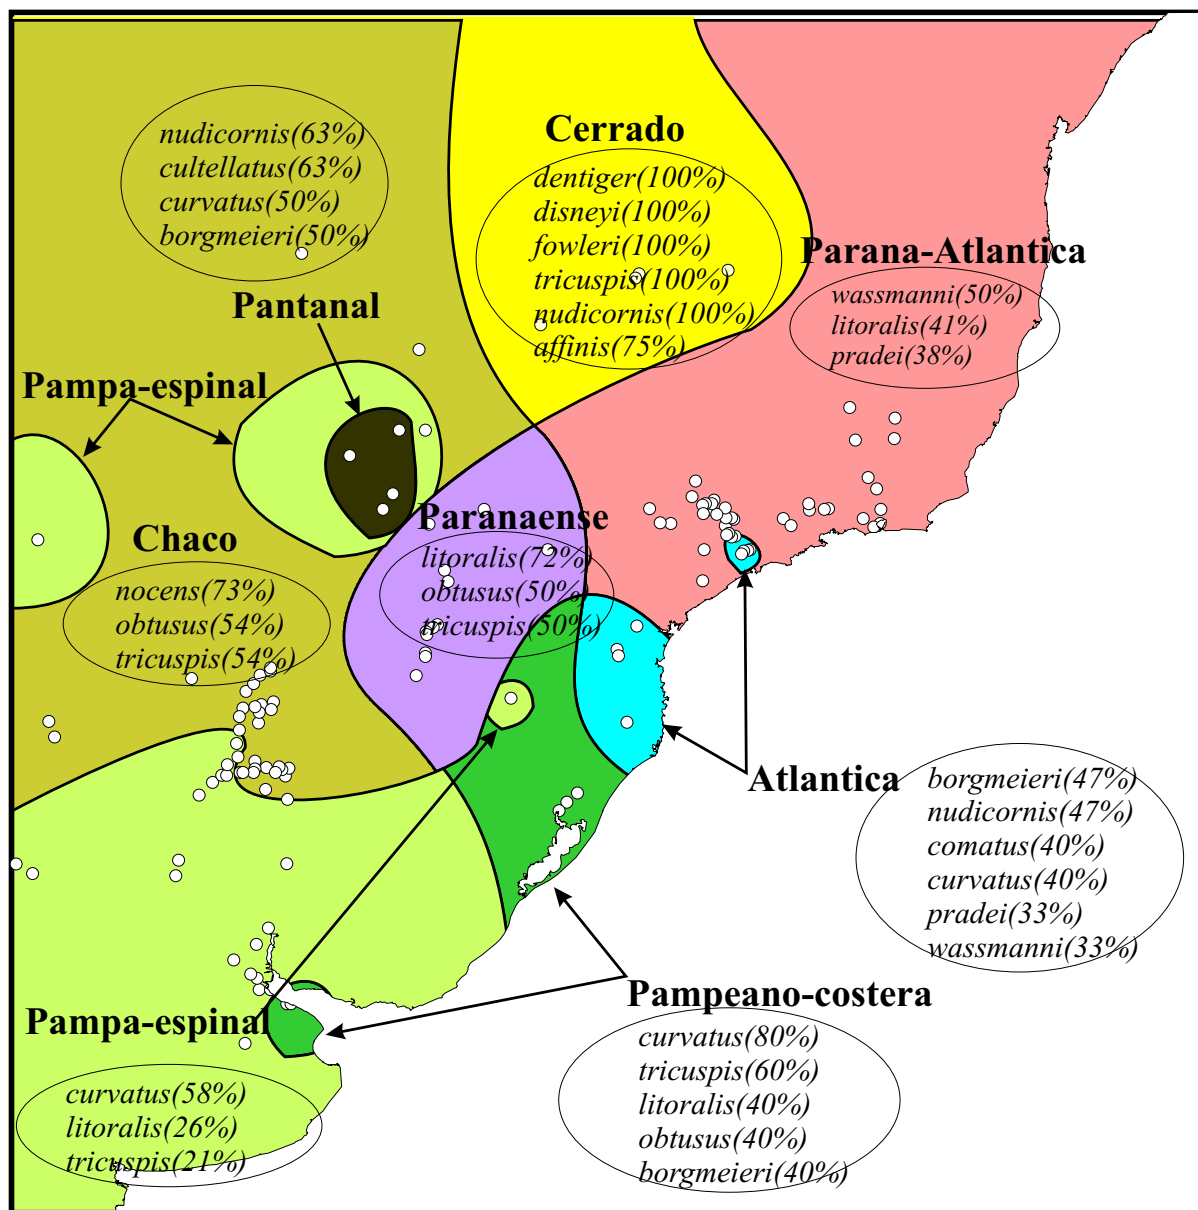 nudicornis(63%)
cultellatus(63%)
curvatus(50%)
borgmeieri(50%)
Pantanal
Pampa-espinal
Cerrado
dentiger(100%)
disneyi(100%)
fowleri(100%)
tricuspis(100%)
nudicornis(100%)
affinis(75%)
Parana-Atlantica
wassmanni(50%)
litoralis(41%)
pradei(38%)
Chaco
nocens(73%)
obtusus(54%)
tricuspis(54%)
Paranaense
litoralis(72%)
obtusus(50%)
tricuspis(50%)
Atlantica
borgmeieri(47%)
nudicornis(47%)
comatus(40%)
curvatus(40%)
pradei(33%)
wassmanni(33%)
Pampa-espinal
curvatus(58%)
litoralis(26%)
tricuspis(21%)
Pampeano-costera
curvatus(80%)
tricuspis(60%)
litoralis(40%)
obtusus(40%)
borgmeieri(40%)